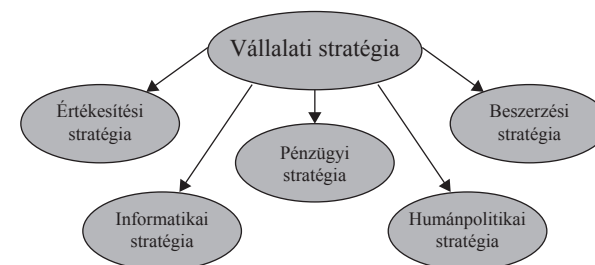 Vállalati stratégia
Értékesítési
stratégia
Beszerzési
stratégia
Pénzügyi
stratégia
Informatikai
stratégia
Humánpolitikai
stratégia